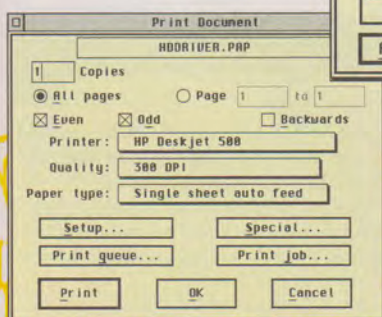 Print Document
HDDRIVER.PAP
1 Copies
All pages Page 1 to 1
Even Odd Backwards
Printer: HP Deskjet 500
Quality: 300 DPI
Paper type: Single sheet auto feed
Setup... Special...
Print queue... Print job...
Print OK Cancel